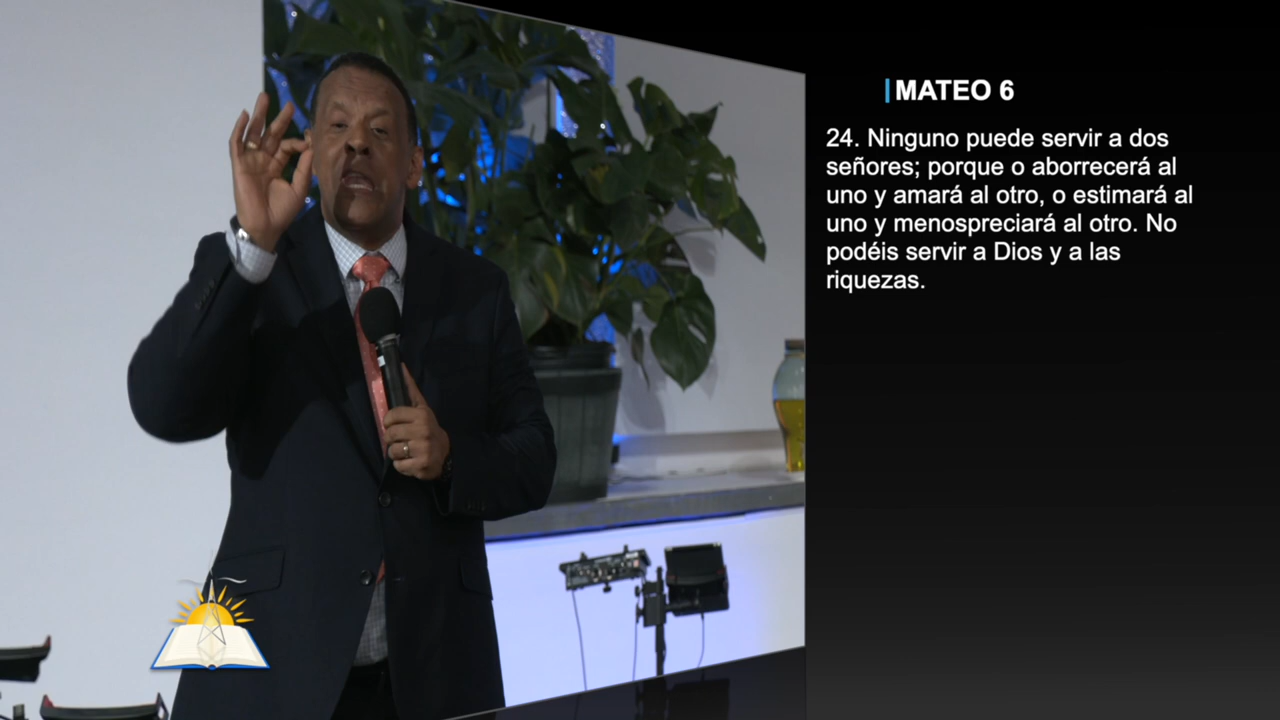 MATEO 6
24. Ninguno puede servir a dos
señores; porque o aborrecerá al
uno y amará al otro, o estimará al
uno y menospreciará al otro. No
podéis servir a Dios y a las
riquezas.